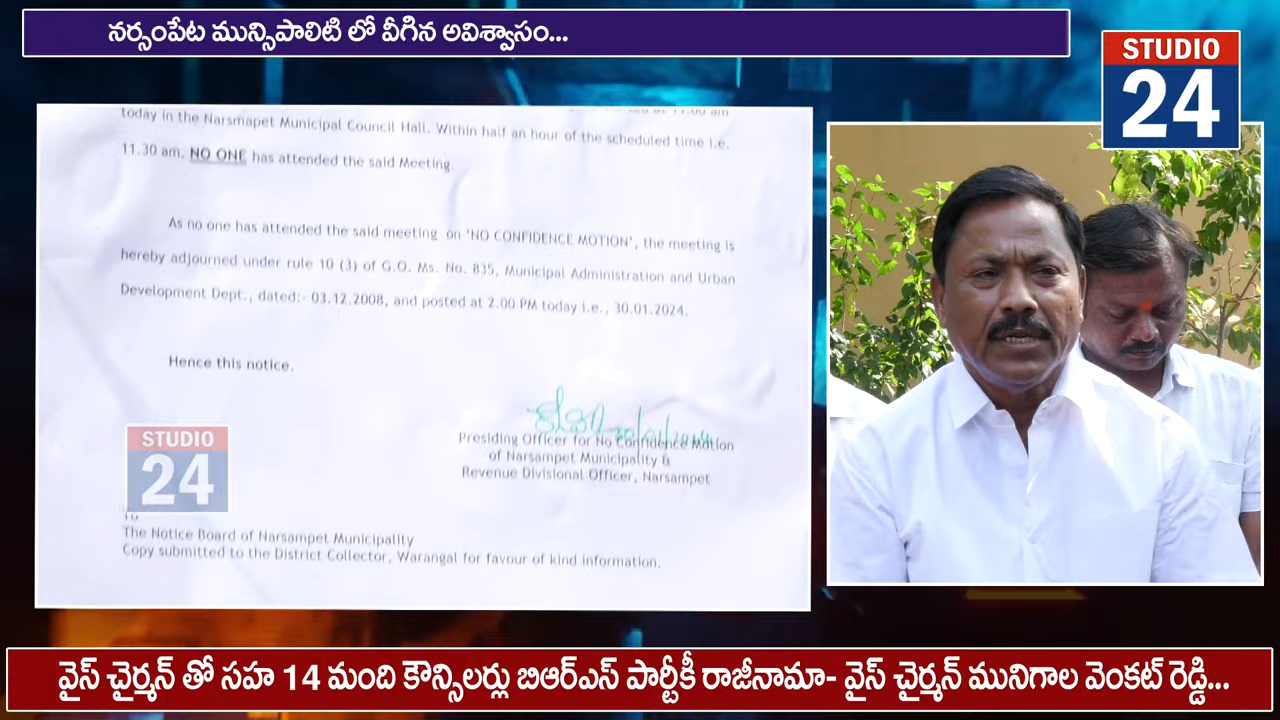 నర్సంపేట మున్సిపాలిటి లో వీగిన అవిశ్వాసం...
STUDIO
24
today in the Narsmapet Municipal Council Hall. Within half an hour of the scheduled time i.e.
11.30 am, NO ONE has attended the said Meeting.
As no one has attended the said meeting on 'NO CONFIDENCE MOTION', the meeting is
hereby adjourned under rule 10 (3) of G.O. Ms. No. 835, Municipal Administration and Urban
Development Dept., dated:- 03.12.2008, and posted at 2.00 PM today i.e., 30.01.2024.
Hence this notice.
Presiding Officer for No Confidence Motion
of Narsampet Municipality &
Revenue Divisional Officer, Narsampet
STUDIO
24
To
The Notice Board of Narsampet Municipality
Copy submitted to the District Collector, Warangal for favour of kind information.
వైస్ చైర్మన్ తో సహ 14 మంది కౌన్సిలర్లు బిఆర్ఎస్ పార్టీకీ రాజీనామా- వైస్ చైర్మన్ మునిగాల వెంకట్ రెడ్డి...